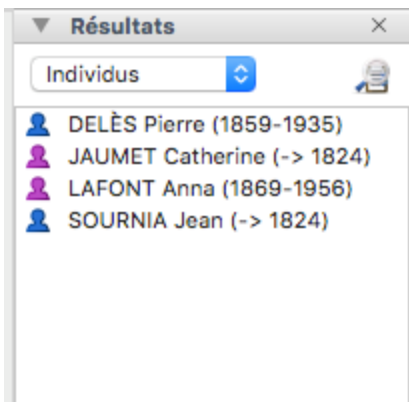 Résultats
Individus
DELÈS Pierre (1859-1935)
JAUMET Catherine (-> 1824)
LAFONT Anna (1869-1956)
SOURNIA Jean (-> 1824)